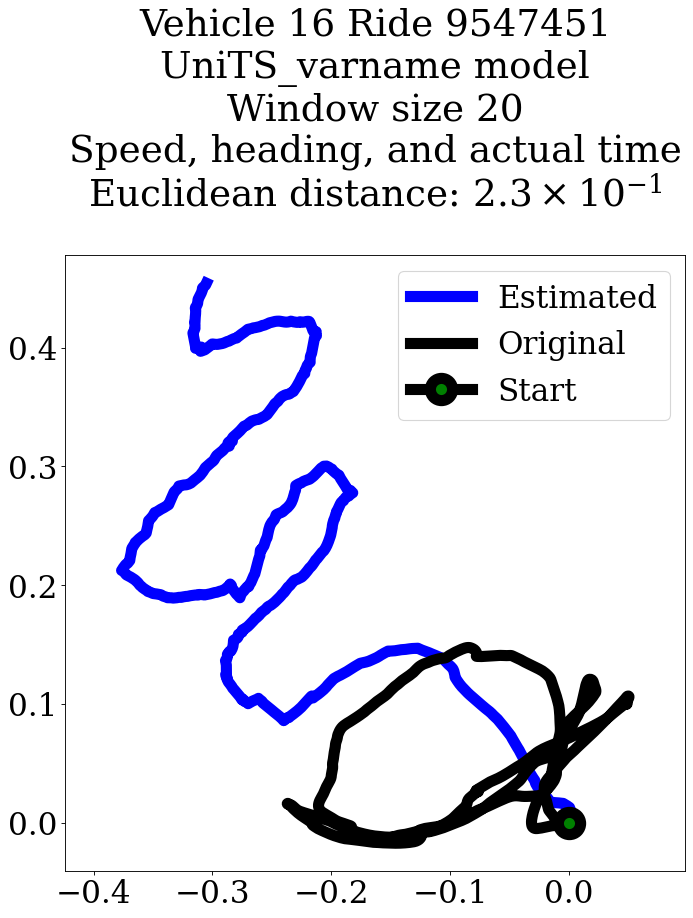 Vehicle 16 Ride 9547451
UniTS_varname model
Window size 20
Speed, heading, and actual time
Euclidean distance: 2.3 × 10⁻¹
Estimated
Original
Start
0.4
0.3
0.2
0.1
0.0
−0.4 −0.3 −0.2 −0.1 0.0